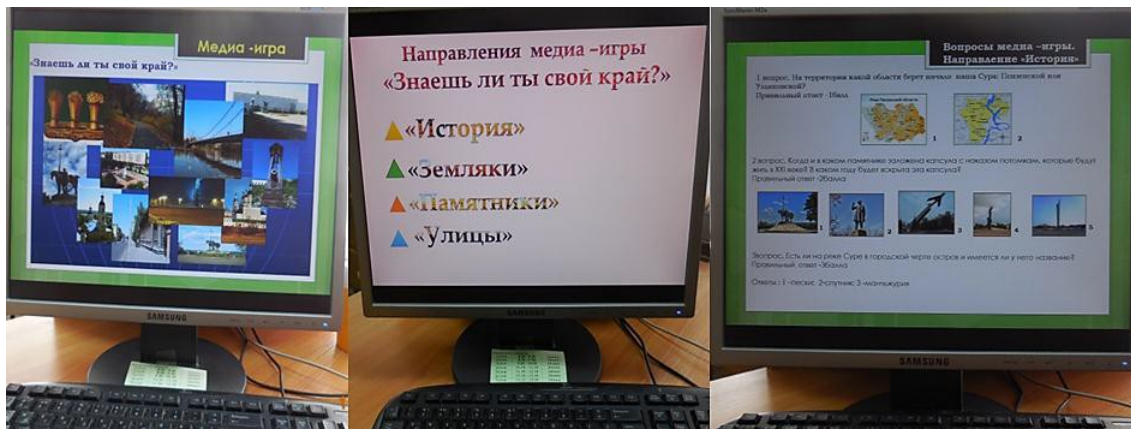 Медиа -игра
«Знаешь ли ты свой край?»
SAMSUNG
Направления медиа –игры
«Знаешь ли ты свой край?»
«История»
«Земляки»
«Памятники»
«Улицы»
SAMSUNG
Вопросы медиа –игры.
Направление «История»
1 вопрос. На территории какой области берет начало наша Сура: Пензенской или
Ульяновской?
Правильный ответ -1балл
1 2
2 вопрос. Когда и в каком памятнике заложена капсула с наказом потомкам, которые будут
жить в XXI веке? В каком году будет вскрыта эта капсула?
Правильный ответ -2балла
1 2 3 4 5
3вопрос. Есть ли на реке Суре в городской черте остров и имеется ли у него название?
Правильный ответ -3балла
Ответы : 1 –пески; 2-спутник; 3 -манчжурия
SAMSUNG